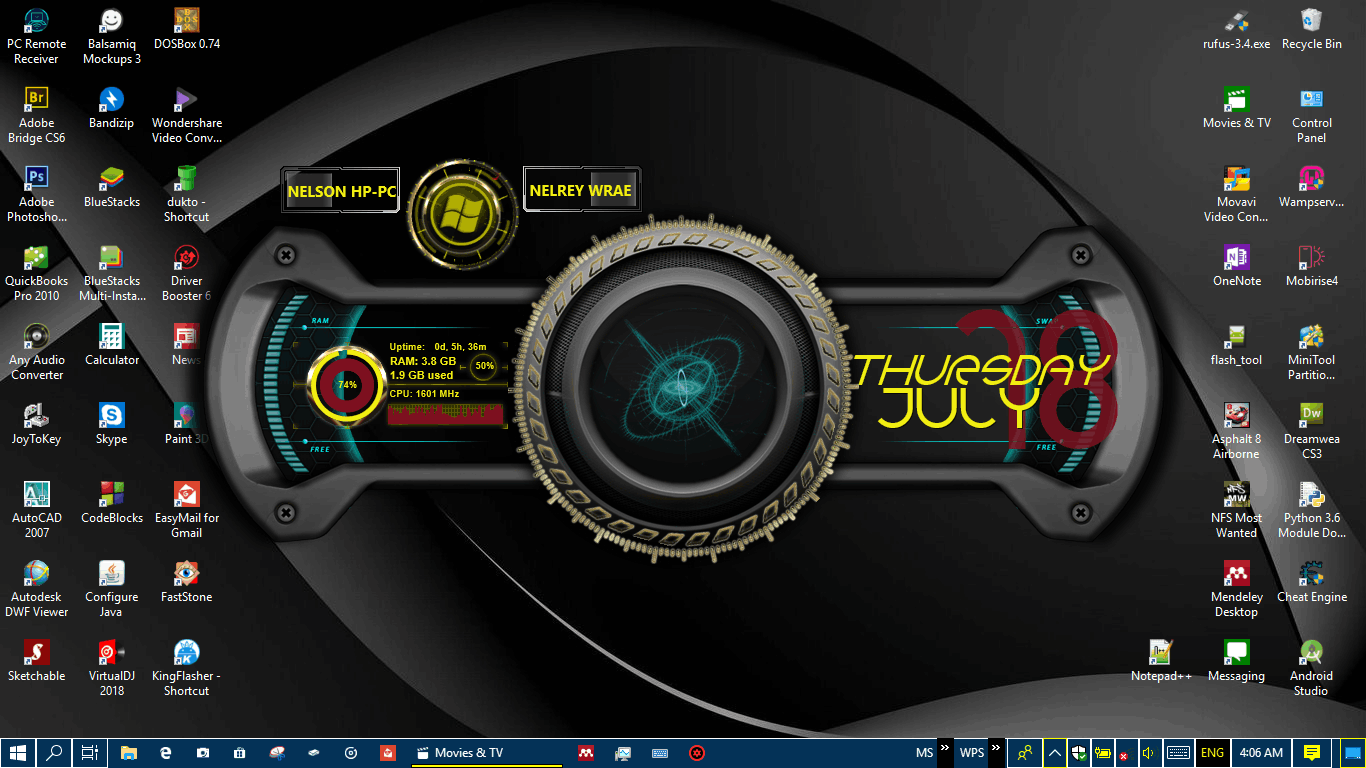 PC Remote
Receiver
Balsamiq
Mockups 3
DOSBox 0.74
rufus-3.4.exe
Recycle Bin
Adobe
Bridge CS6
Bandizip
Wondershare
Video Conv...
Movies & TV
Control
Panel
Adobe
Photosho...
BlueStacks
dukto -
Shortcut
Movavi
Video Con...
Wampserv...
NELSON HP-PC
NELREY WRAE
QuickBooks
Pro 2010
BlueStacks
Multi-Insta...
Driver
Booster 6
OneNote
Mobirise4
Any Audio
Converter
Calculator
News
flash_tool
MiniTool
Partitio...
RAM
Uptime: 0d, 5h, 36m
RAM: 3.8 GB
1.9 GB used
50%
74%
CPU: 1601 MHz
FREE
SWAP
18
THURSDAY
JULY
FREE
JoyToKey
Skype
Paint 3D
Asphalt 8
Airborne
Dreamwea
CS3
AutoCAD
2007
CodeBlocks
EasyMail for
Gmail
NFS Most
Wanted
Python 3.6
Module Do...
Autodesk
DWF Viewer
Configure
Java
FastStone
Mendeley
Desktop
Cheat Engine
Sketchable
VirtualDJ
2018
KingFlasher -
Shortcut
Notepad++
Messaging
Android
Studio
Movies & TV
MS
WPS
ENG
4:06 AM